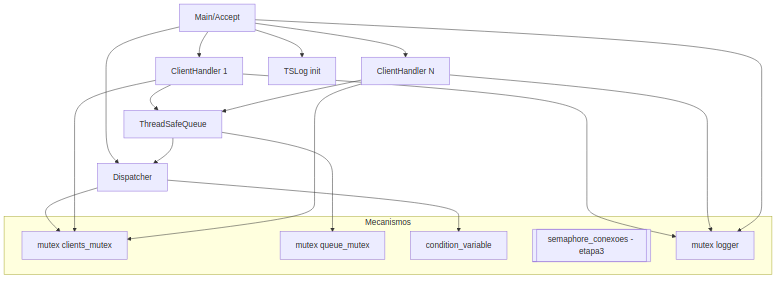 Main/Accept
ClientHandler 1
TSLog init
ClientHandler N
ThreadSafeQueue
Dispatcher
Mecanismos
mutex clients_mutex
mutex queue_mutex
condition_variable
semaphore_conexoes -
etapa3
mutex logger